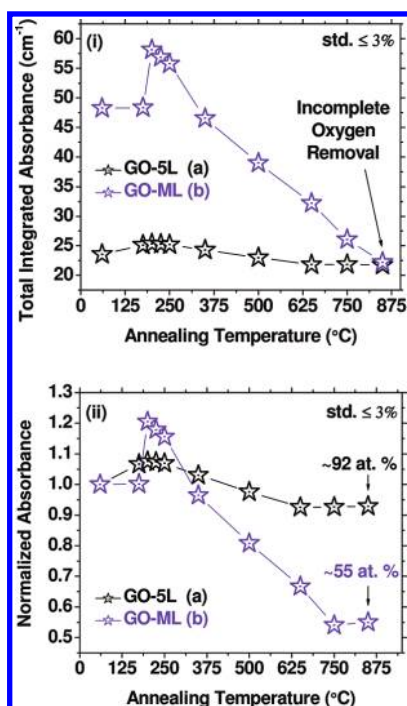 (i) std. ≤ 3%
Total Integrated Absorbance (cm⁻¹)
60
55
50
45
40
35
30
25
20
Incomplete
Oxygen
Removal
GO-5L (a)
GO-ML (b)
0 125 250 375 500 625 750 875
Annealing Temperature (°C)
(ii) std. ≤ 3%
Normalized Absorbance
1.3
1.2
1.1
1.0
0.9
0.8
0.7
0.6
0.5
~92 at. %
~55 at. %
GO-5L (a)
GO-ML (b)
0 125 250 375 500 625 750 875
Annealing Temperature (°C)